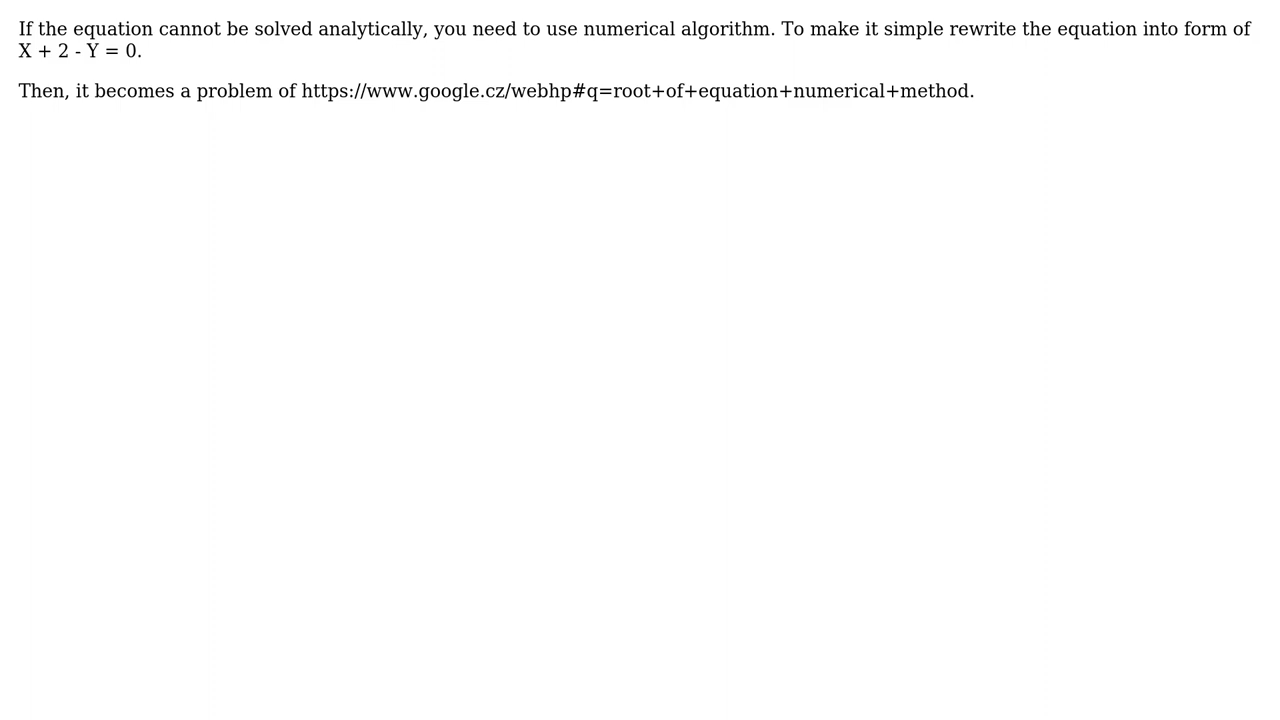 If the equation cannot be solved analytically, you need to use numerical algorithm. To make it simple rewrite the equation into form of
X + 2 - Y = 0.
Then, it becomes a problem of https://www.google.cz/webhp#q=root+of+equation+numerical+method.